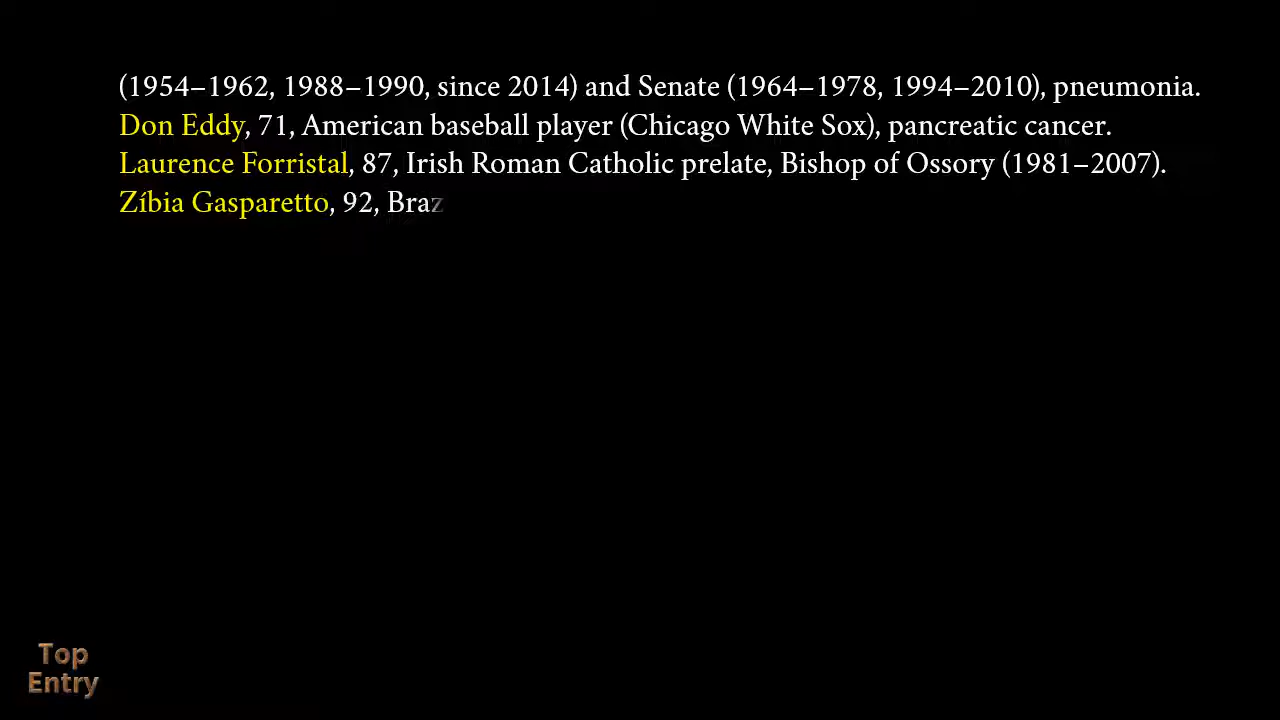 (1954–1962, 1988–1990, since 2014) and Senate (1964–1978, 1994–2010), pneumonia.
Don Eddy, 71, American baseball player (Chicago White Sox), pancreatic cancer.
Laurence Forristal, 87, Irish Roman Catholic prelate, Bishop of Ossory (1981–2007).
Zíbia Gasparetto, 92, Braz
Top
Entry